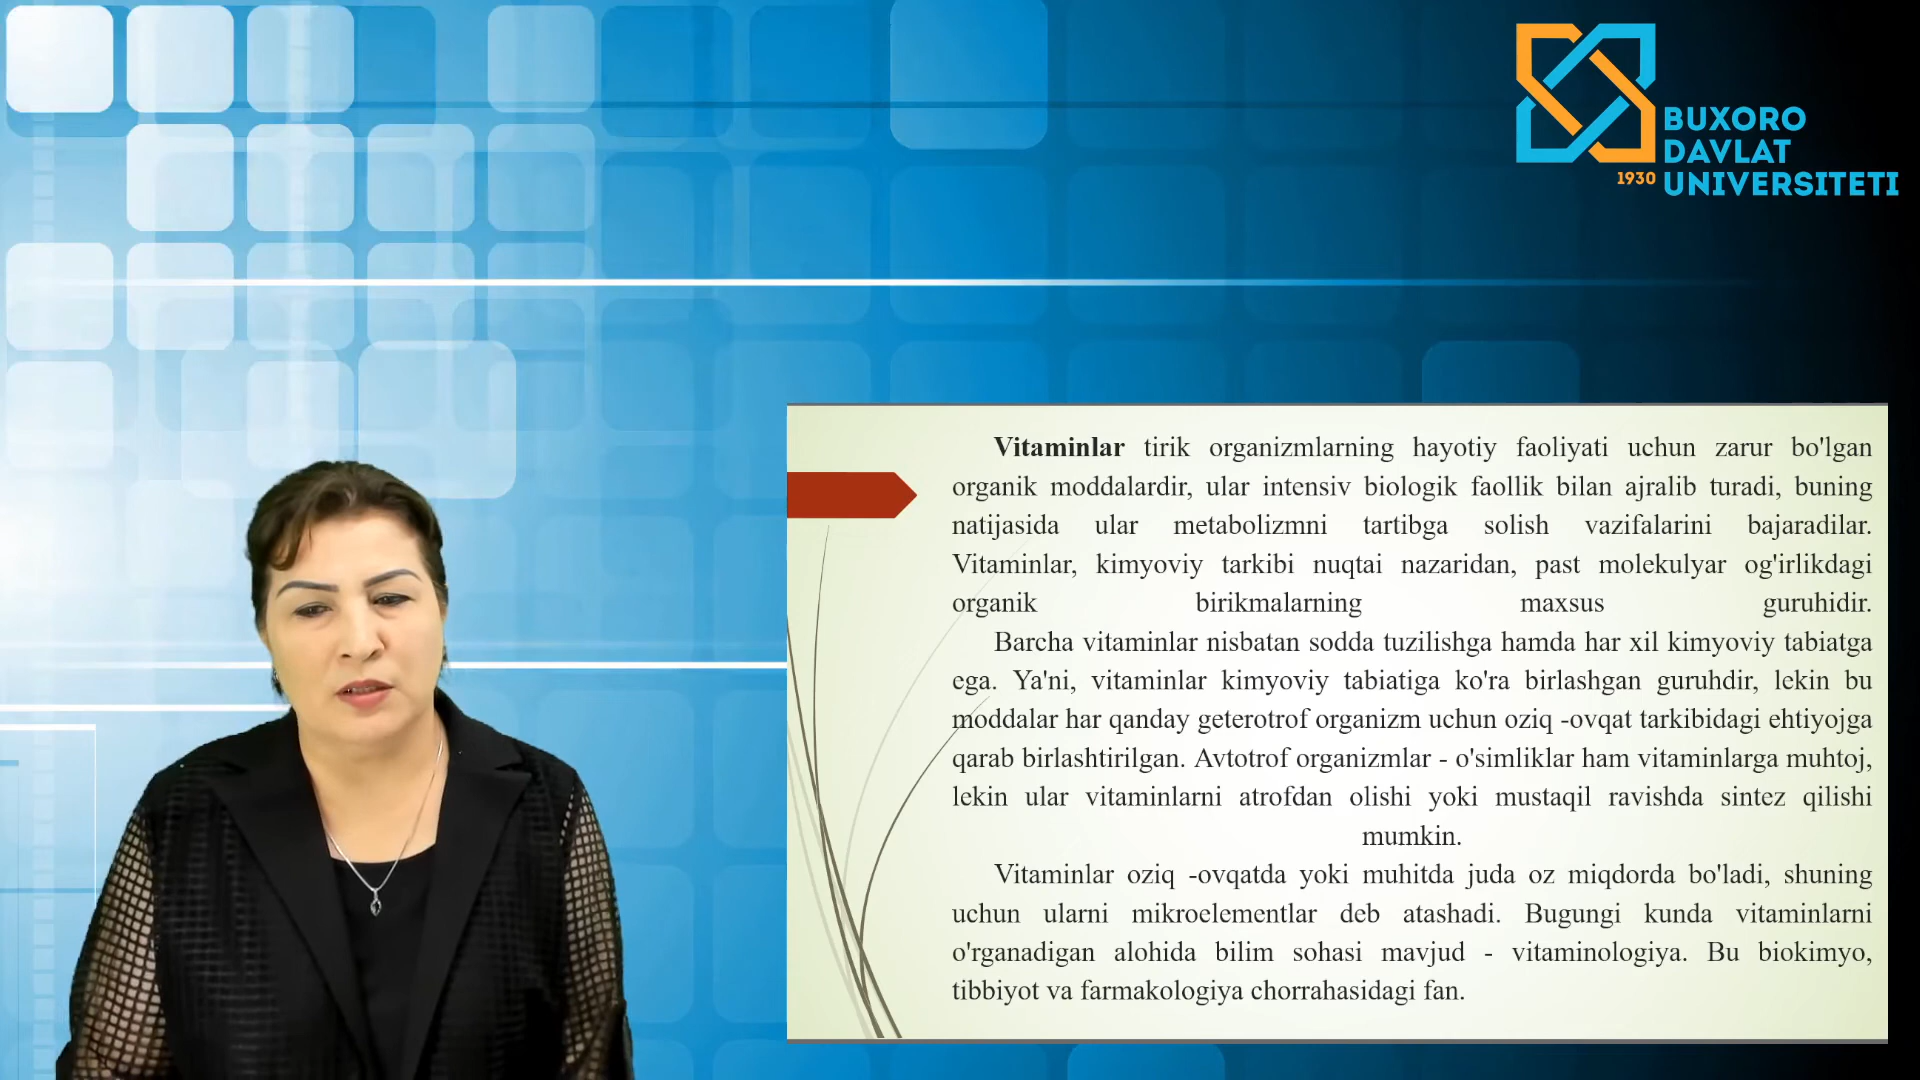 BUXORO
DAVLAT
1930 UNIVERSITETI
Vitaminlar tirik organizmlarning hayotiy faoliyati uchun zarur bo'lgan
organik moddalardir, ular intensiv biologik faollik bilan ajralib turadi, buning
natijasida ular metabolizmni tartibga solish vazifalarini bajaradilar.
Vitaminlar, kimyoviy tarkibi nuqtai nazaridan, past molekulyar og'irlikdagi
organik birikmalarning maxsus guruhidir.
Barcha vitaminlar nisbatan sodda tuzilishga hamda har xil kimyoviy tabiatga
ega. Ya'ni, vitaminlar kimyoviy tabiatiga ko'ra birlashgan guruhdir, lekin bu
moddalar har qanday geterotrof organizm uchun oziq -ovqat tarkibidagi ehtiyojga
qarab birlashtirilgan. Avtotrof organizmlar - o'simliklar ham vitaminlarga muhtoj,
lekin ular vitaminlarni atrofdan olishi yoki mustaqil ravishda sintez qilishi
mumkin.
Vitaminlar oziq -ovqatda yoki muhitda juda oz miqdorda bo'ladi, shuning
uchun ularni mikroelementlar deb atashadi. Bugungi kunda vitaminlarni
o'rganadigan alohida bilim sohasi mavjud - vitaminologiya. Bu biokimyo,
tibbiyot va farmakologiya chorrahasidagi fan.